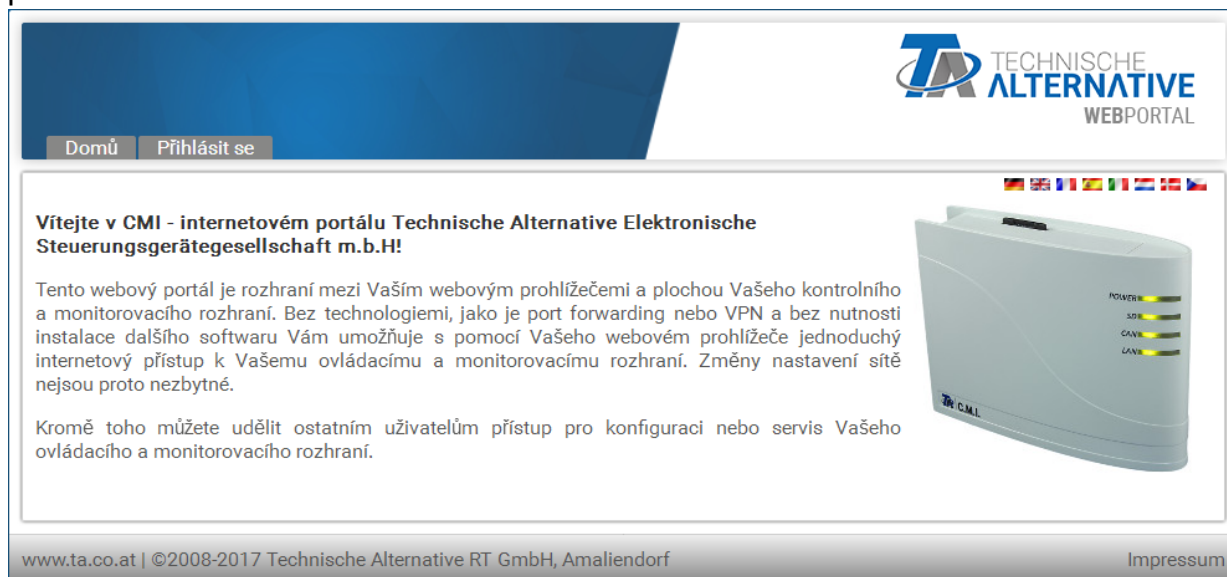 TECHNISCHE
ALTERNATIVE
WEBPORTAL
Domů Přihlásit se
Vítejte v CMI - internetovém portálu Technische Alternative Elektronische
Steuerungsgerätegesellschaft m.b.H!
Tento webový portál je rozhraní mezi Vaším webovým prohlížečemi a plochou Vašeho kontrolního
a monitorovacího rozhraní. Bez technologiemi, jako je port forwarding nebo VPN a bez nutnosti
instalace dalšího softwaru Vám umožňuje s pomocí Vašeho webovém prohlížeče jednoduchý
internetový přístup k Vašemu ovládacímu a monitorovacímu rozhraní. Změny nastavení sítě
nejsou proto nezbytné.
Kromě toho můžete udělit ostatním uživatelům přístup pro konfiguraci nebo servis Vašeho
ovládacího a monitorovacího rozhraní.
POWER
SD
CAN
LAN
TA C.M.I.
www.ta.co.at | ©2008-2017 Technische Alternative RT GmbH, Amaliendorf Impressum